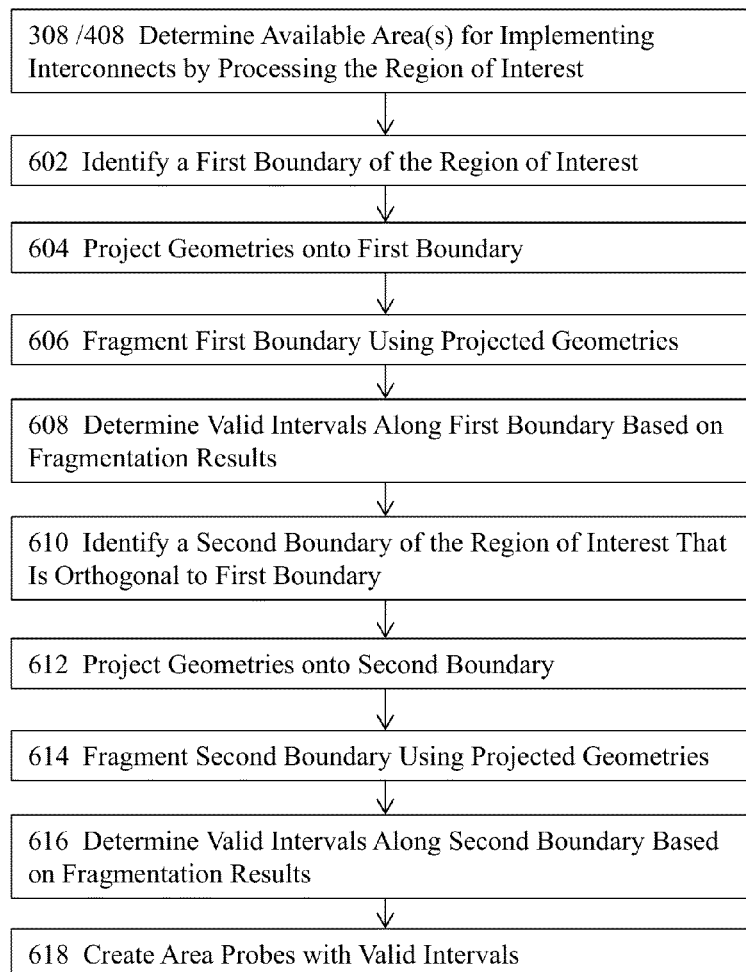 308 /408 Determine Available Area(s) for Implementing
Interconnects by Processing the Region of Interest
602 Identify a First Boundary of the Region of Interest
604 Project Geometries onto First Boundary
606 Fragment First Boundary Using Projected Geometries
608 Determine Valid Intervals Along First Boundary Based on
Fragmentation Results
610 Identify a Second Boundary of the Region of Interest That
Is Orthogonal to First Boundary
612 Project Geometries onto Second Boundary
614 Fragment Second Boundary Using Projected Geometries
616 Determine Valid Intervals Along Second Boundary Based
on Fragmentation Results
618 Create Area Probes with Valid Intervals